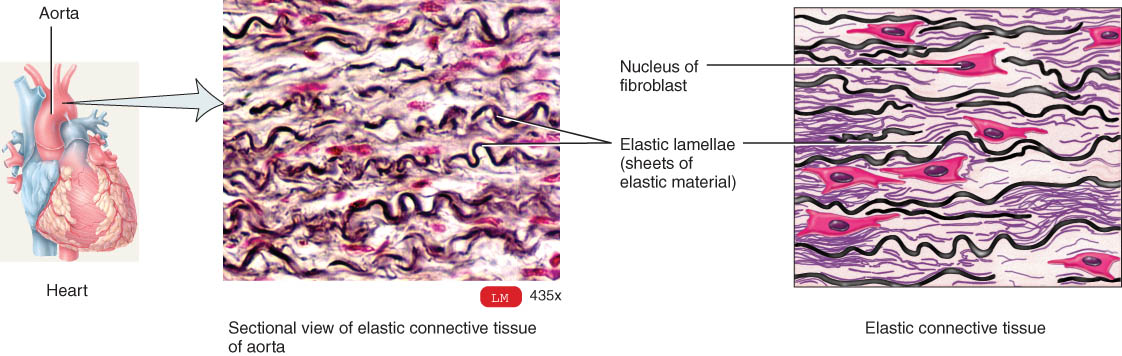 Aorta
Heart
LM 435x
Sectional view of elastic connective tissue
of aorta
Nucleus of
fibroblast
Elastic lamellae
(sheets of
elastic material)
Elastic connective tissue